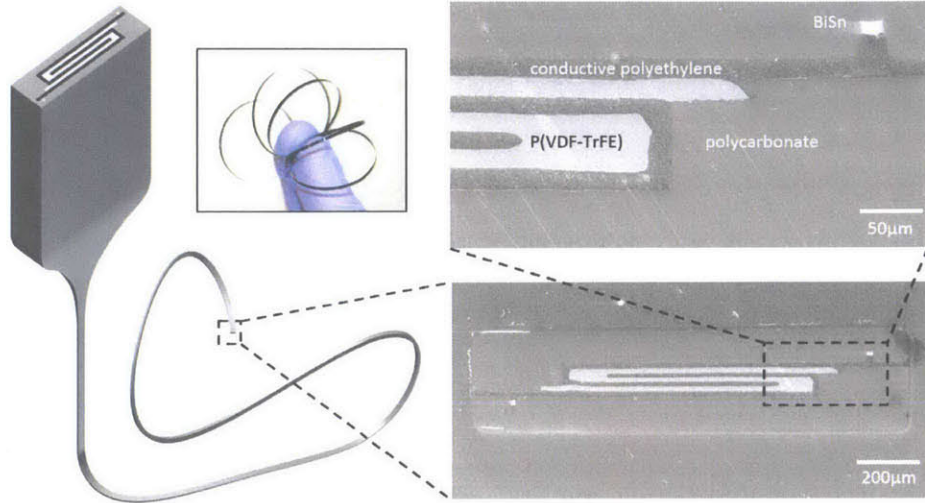 BiSn
conductive polyethylene
P(VDF-TrFE)
polycarbonate
50µm
200µm